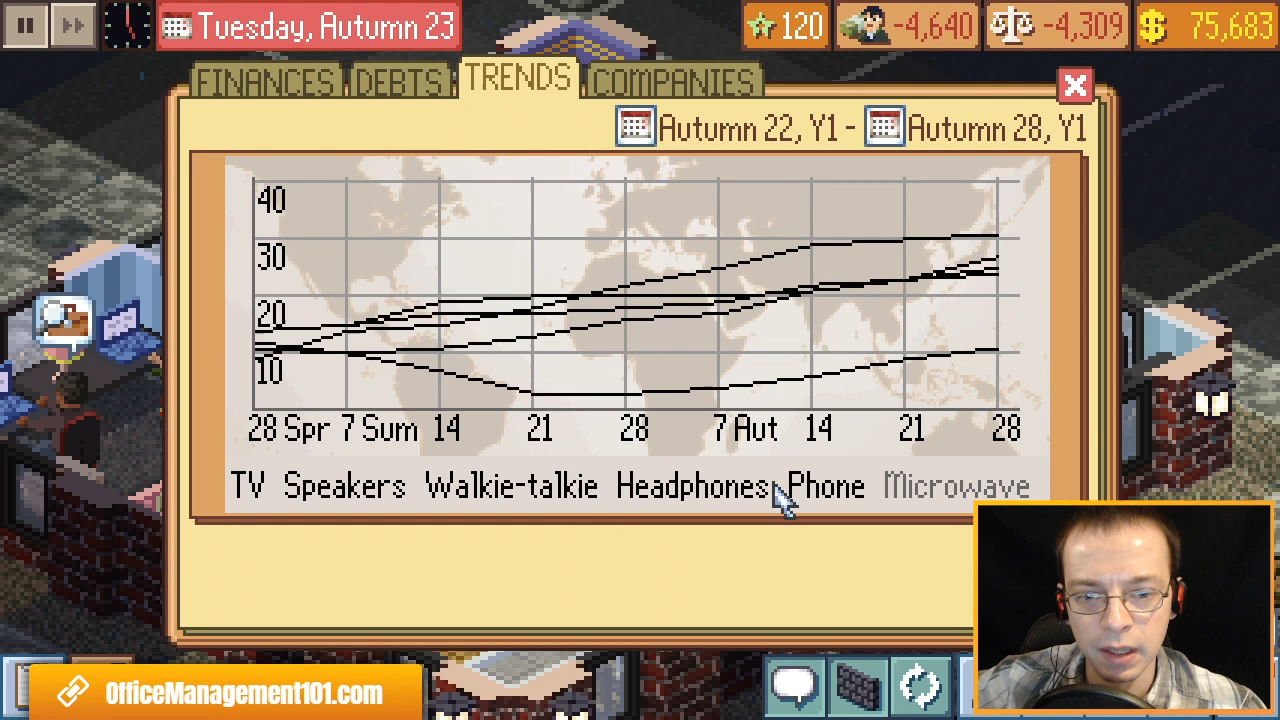 Tuesday, Autumn 23
120
-4,640
-4,309
75,683
FINANCES DEBTS TRENDS COMPANIES
Autumn 22, Y1 - Autumn 28, Y1
40
30
20
10
28 Spr 7 Sum 14 21 28 7 Aut 14 21 28
TV Speakers Walkie-talkie Headphones Phone Microwave
OfficeManagement101.com